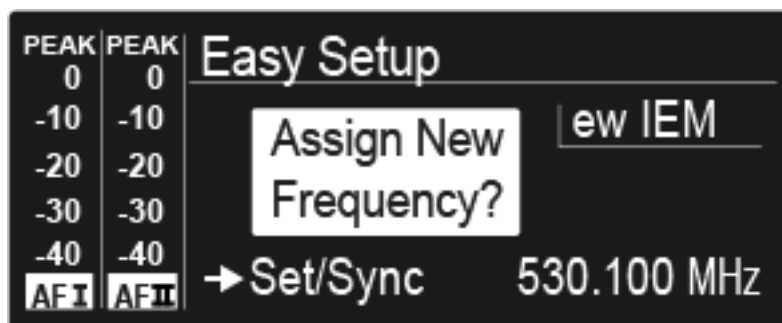 PEAK PEAK
0 0
-10 -10
-20 -20
-30 -30
-40 -40
AF I AF II
Easy Setup
ew IEM
Assign New
Frequency?
Set/Sync 530.100 MHz